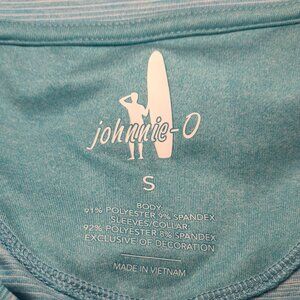 johnnie-O
S
BODY
91% POLYESTER 9% SPANDEX
SLEEVES/COLLAR
92% POLYESTER 8% SPANDEX
EXCLUSIVE OF DECORATION
MADE IN VIETNAM